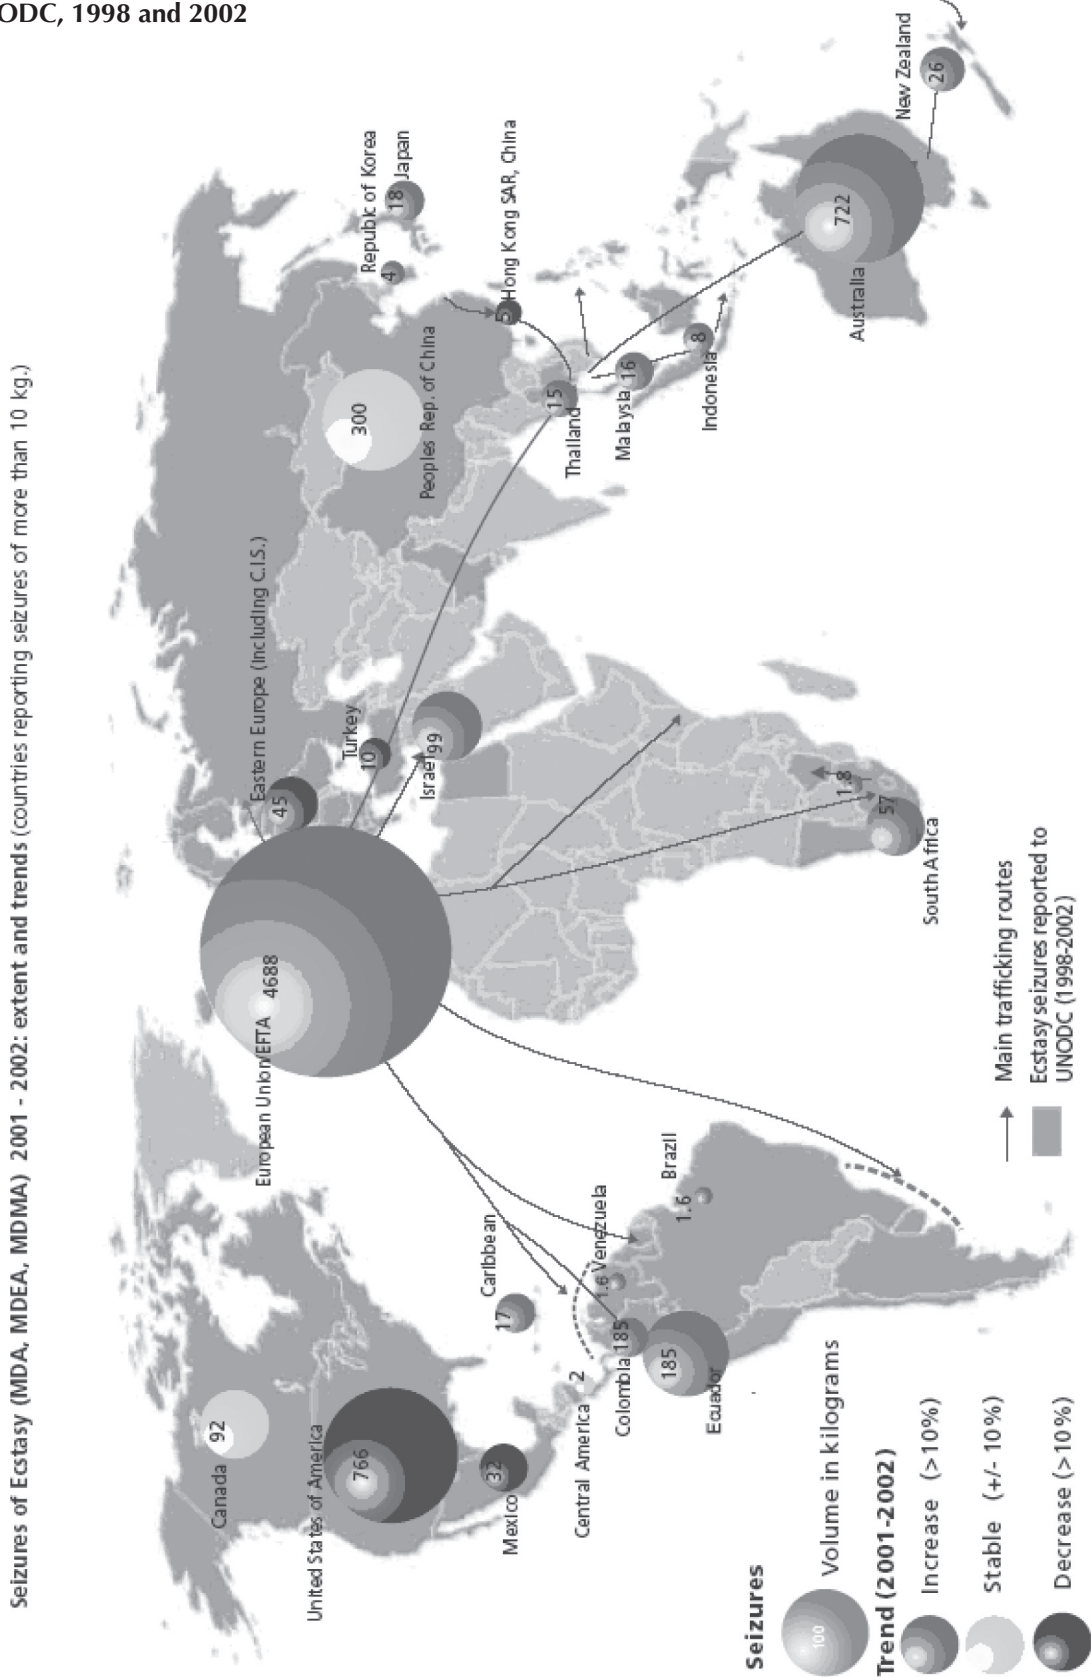 ODC, 1998 and 2002
Seizures of Ecstasy (MDA, MDEA, MDMA) 2001 - 2002: extent and trends (countries reporting seizures of more than 10 kg.)
Canada
92
United States of America
766
Mexico
32
Central America
2
Caribbean
17
Colombia
185
1.6 Venezuela
Ecuador
185
Brazil
1.6
European Union/EFTA
4688
Eastern Europe (Including C.I.S.)
45
Turkey
10
Israel
99
South Africa
57
1.8
Peoples Rep. of China
300
Republic of Korea
4
Japan
18
Hong Kong SAR, China
5
Thailand
15
Malaysia
16
Indonesia
8
Australia
722
New Zealand
26
Seizures
100
Volume in kilograms
Trend (2001-2002)
Increase (>10%)
Stable (+/- 10%)
Decrease (>10%)
Main trafficking routes
Ecstasy seizures reported to
UNODC (1998-2002)